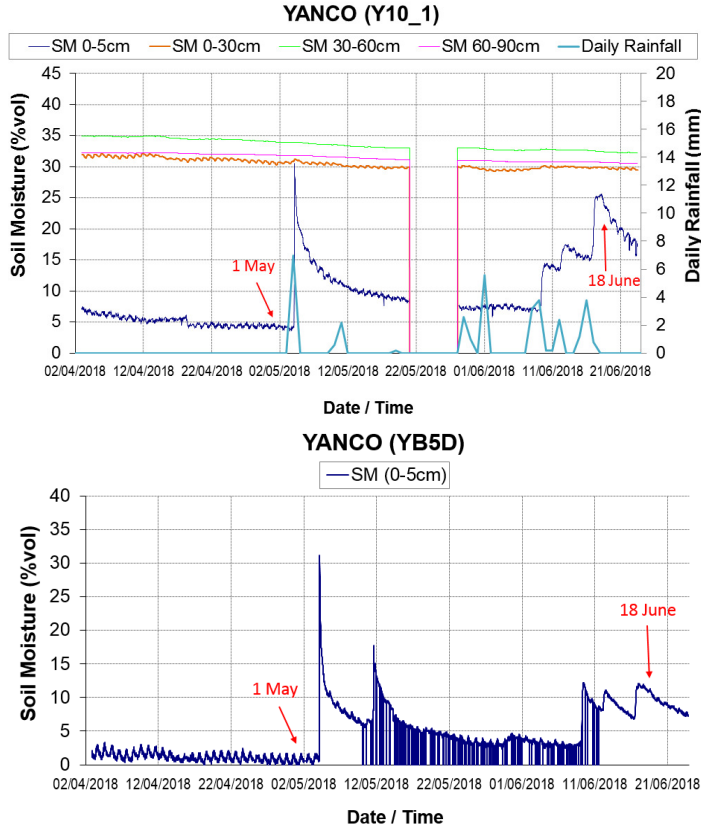 YANCO (Y10_1)
SM 0-5cm SM 0-30cm SM 30-60cm SM 60-90cm Daily Rainfall
45 20
40 18
35 16
30 14
25 12
20 10
15 8
10 6
5 4
0 2
0
Soil Moisture (%vol)
Daily Rainfall (mm)
1 May
18 June
02/04/2018 12/04/2018 22/04/2018 02/05/2018 12/05/2018 22/05/2018 01/06/2018 11/06/2018 21/06/2018
Date / Time
YANCO (YB5D)
SM (0-5cm)
40
35
30
25
20
15
10
5
0
Soil Moisture (%vol)
18 June
1 May
02/04/2018 12/04/2018 22/04/2018 02/05/2018 12/05/2018 22/05/2018 01/06/2018 11/06/2018 21/06/2018
Date / Time